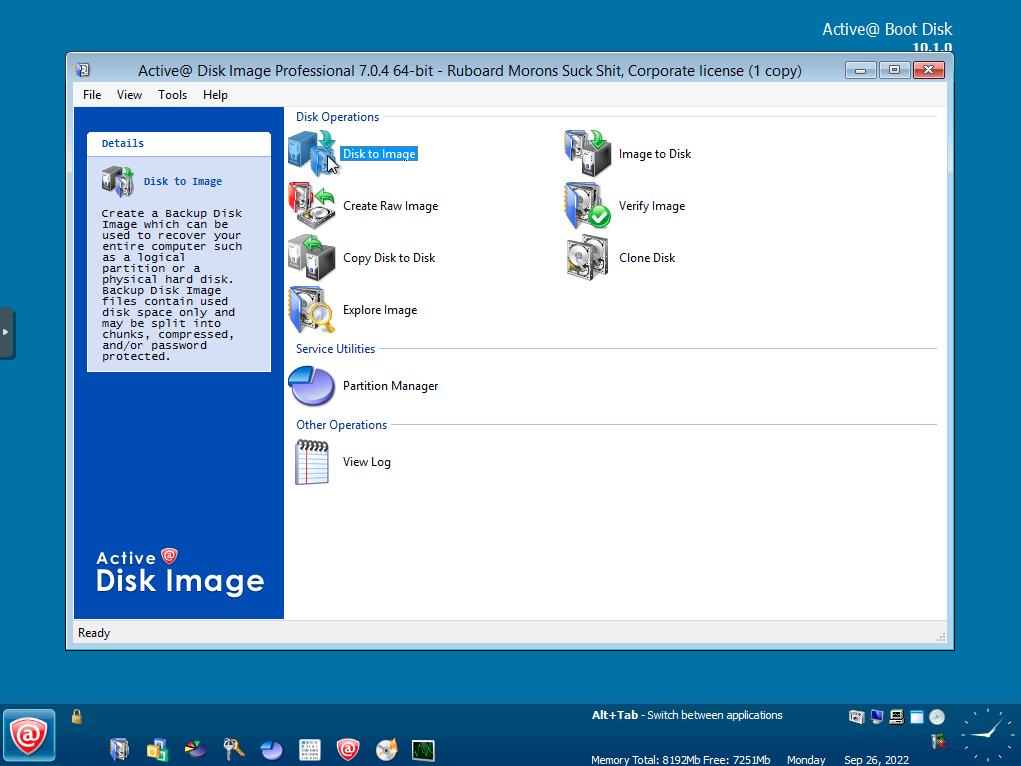 Active@ Boot Disk
10.1.0
Active@ Disk Image Professional 7.0.4 64-bit - Ruboard Morons Suck Shit, Corporate license (1 copy)
File View Tools Help
Details
Disk to Image
Create a Backup Disk
Image which can be
used to recover your
entire computer such
as a logical
partition or a
physical hard disk.
Backup Disk Image
files contain used
disk space only and
may be split into
chunks, compressed,
and/or password
protected.
Active @
Disk Image
Disk Operations
Disk to Image
Image to Disk
Create Raw Image
Verify Image
Copy Disk to Disk
Clone Disk
Explore Image
Service Utilities
Partition Manager
Other Operations
View Log
Ready
Alt+Tab - Switch between applications
Memory Total: 8192Mb Free: 7251Mb Monday Sep 26, 2022